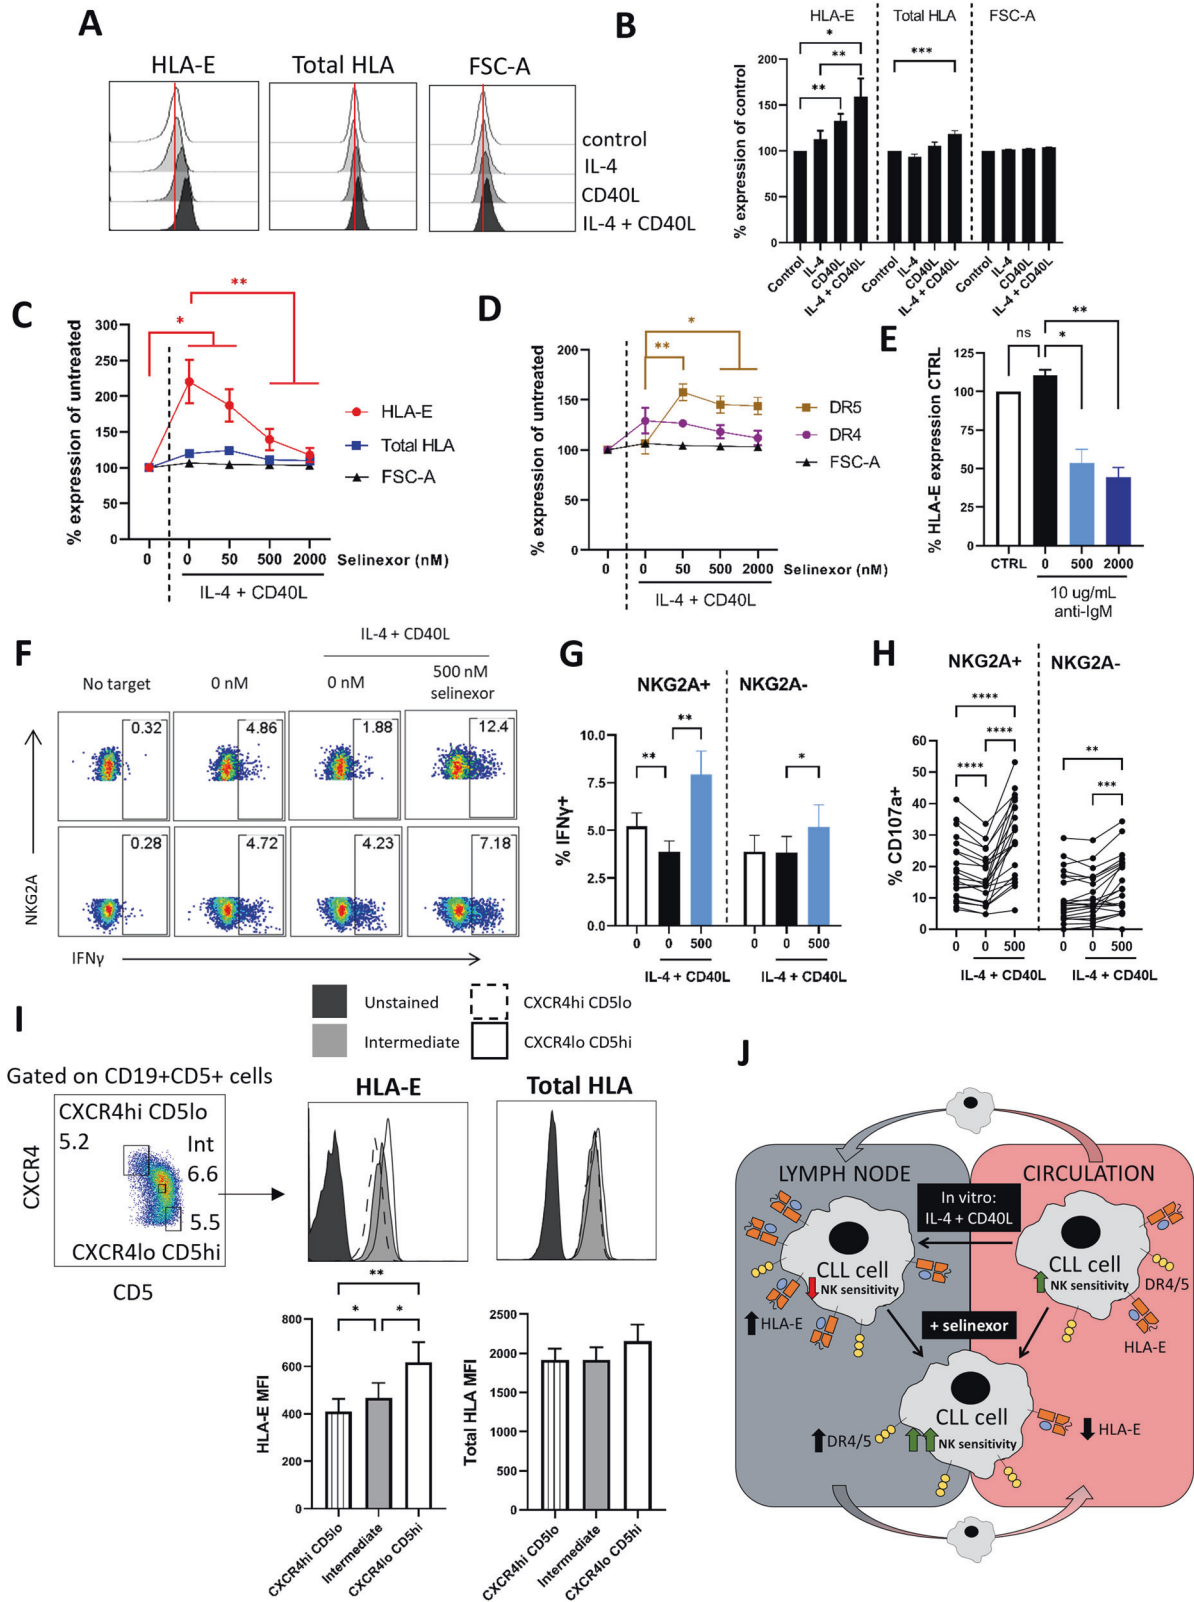 A
HLA-E
Total HLA
FSC-A
control
IL-4
CD40L
IL-4 + CD40L
B
HLA-E
Total HLA
FSC-A
*
**
**
***
% expression of control
200
150
100
50
0
Control
IL-4
CD40L
IL-4 + CD40L
Control
IL-4
CD40L
IL-4 + CD40L
Control
IL-4
CD40L
IL-4 + CD40L
C
**
*
% expression of untreated
300
250
200
150
100
50
0
HLA-E
Total HLA
FSC-A
0 0 50 500 2000 Selinexor (nM)
IL-4 + CD40L
D
*
**
% expression of untreated
200
150
100
50
0
DR5
DR4
FSC-A
0 0 50 500 2000 Selinexor (nM)
IL-4 + CD40L
E
**
ns
*
% HLA-E expression CTRL
125
100
75
50
25
0
CTRL 0 500 2000
10 ug/mL
anti-IgM
F
IL-4 + CD40L
No target
0 nM
0 nM
500 nM
selinexor
0.32
4.86
1.88
12.4
0.28
4.72
4.23
7.18
NKG2A
IFNγ
G
NKG2A+
NKG2A-
**
**
*
% IFNγ+
10.0
7.5
5.0
2.5
0.0
0 0 500
0 0 500
IL-4 + CD40L
IL-4 + CD40L
H
NKG2A+
NKG2A-
****
****
****
**
***
% CD107a+
60
50
40
30
20
10
0
0 0 500
0 0 500
IL-4 + CD40L
IL-4 + CD40L
I
Unstained
CXCR4hi CD5lo
Intermediate
CXCR4lo CD5hi
Gated on CD19+CD5+ cells
CXCR4hi CD5lo
5.2
Int
6.6
5.5
CXCR4lo CD5hi
CXCR4
CD5
HLA-E
Total HLA
**
*
*
HLA-E MFI
800
600
400
200
0
CXCR4hi CD5lo
Intermediate
CXCR4lo CD5hi
Total HLA MFI
2500
2000
1500
1000
500
0
CXCR4hi CD5lo
Intermediate
CXCR4lo CD5hi
J
LYMPH NODE
CIRCULATION
In vitro:
IL-4 + CD40L
CLL cell
NK sensitivity
HLA-E
CLL cell
NK sensitivity
DR4/5
HLA-E
+ selinexor
CLL cell
NK sensitivity
DR4/5
HLA-E